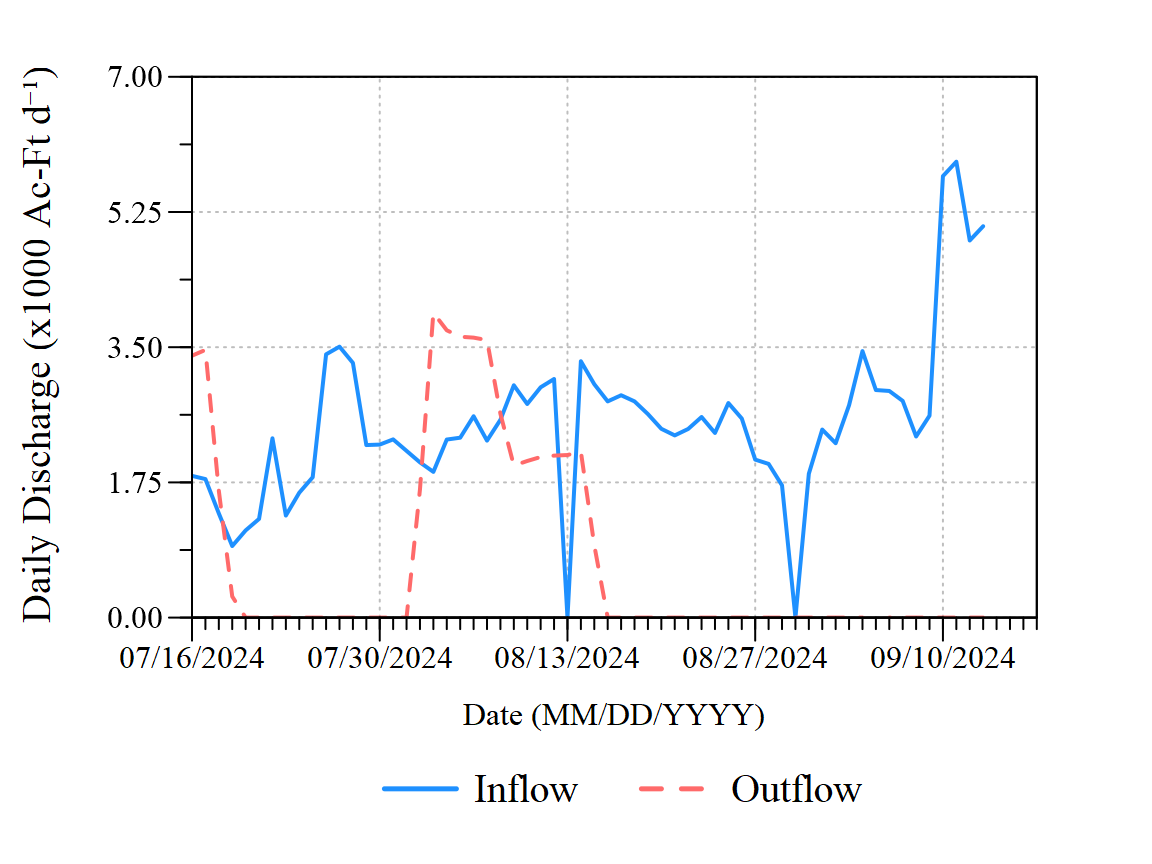 Daily Discharge (x1000 Ac-Ft d⁻¹)
7.00
5.25
3.50
1.75
0.00
07/16/2024 07/30/2024 08/13/2024 08/27/2024 09/10/2024
Date (MM/DD/YYYY)
Inflow Outflow